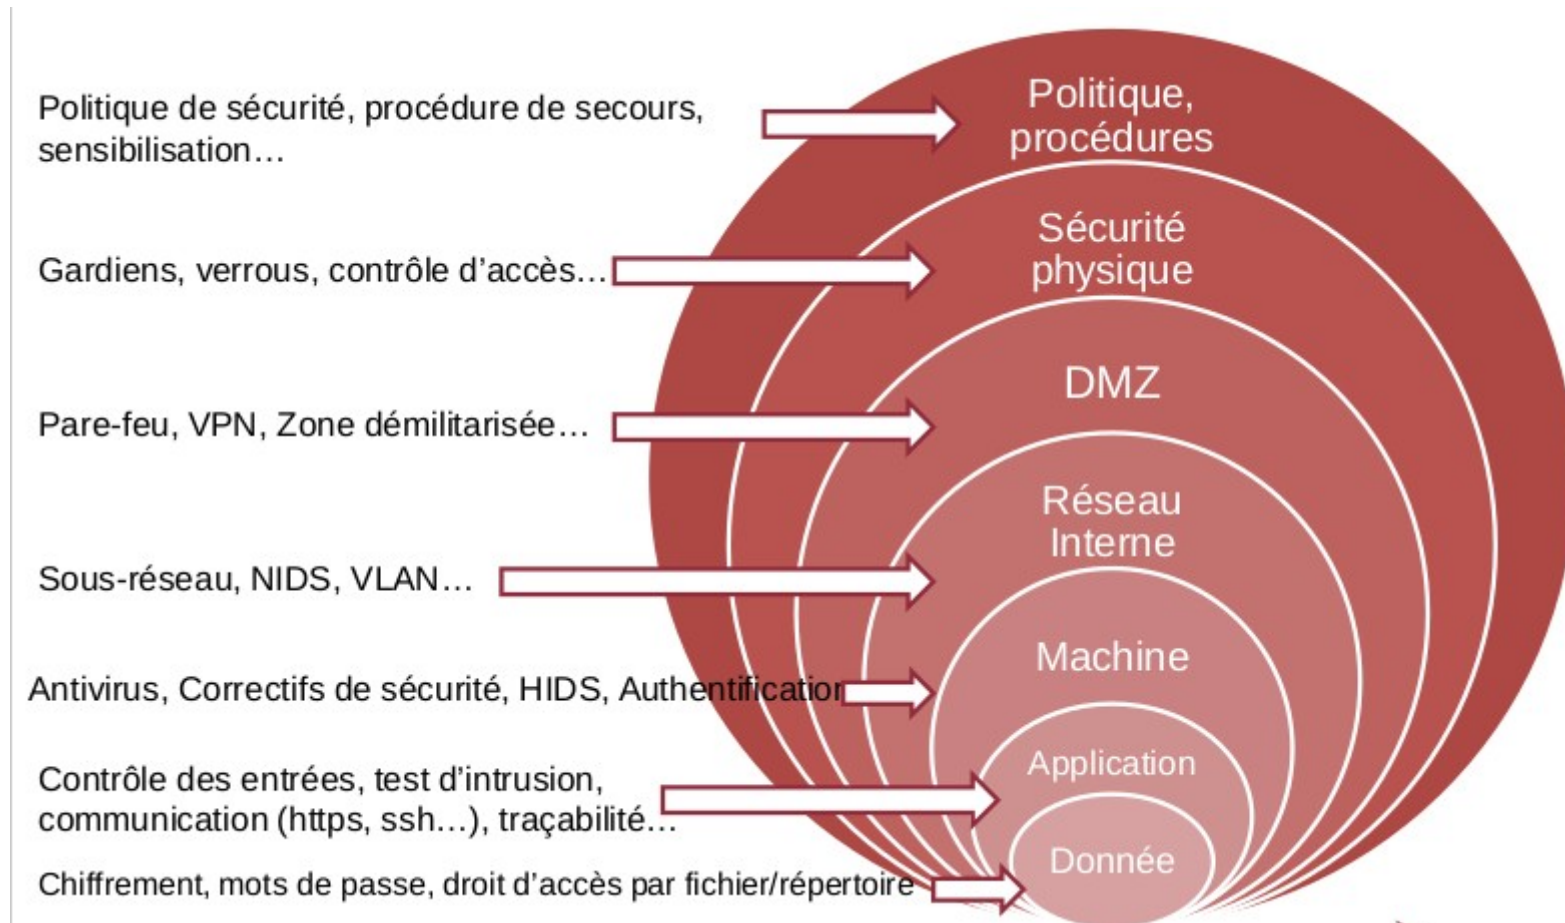 Politique de sécurité, procédure de secours,
sensibilisation…
Politique,
procédures
Gardiens, verrous, contrôle d’accès…
Sécurité
physique
Pare-feu, VPN, Zone démilitarisée…
DMZ
Sous-réseau, NIDS, VLAN…
Réseau
Interne
Antivirus, Correctifs de sécurité, HIDS, Authentification
Machine
Contrôle des entrées, test d’intrusion,
communication (https, ssh…), traçabilité…
Application
Chiffrement, mots de passe, droit d’accès par fichier/répertoire
Donnée